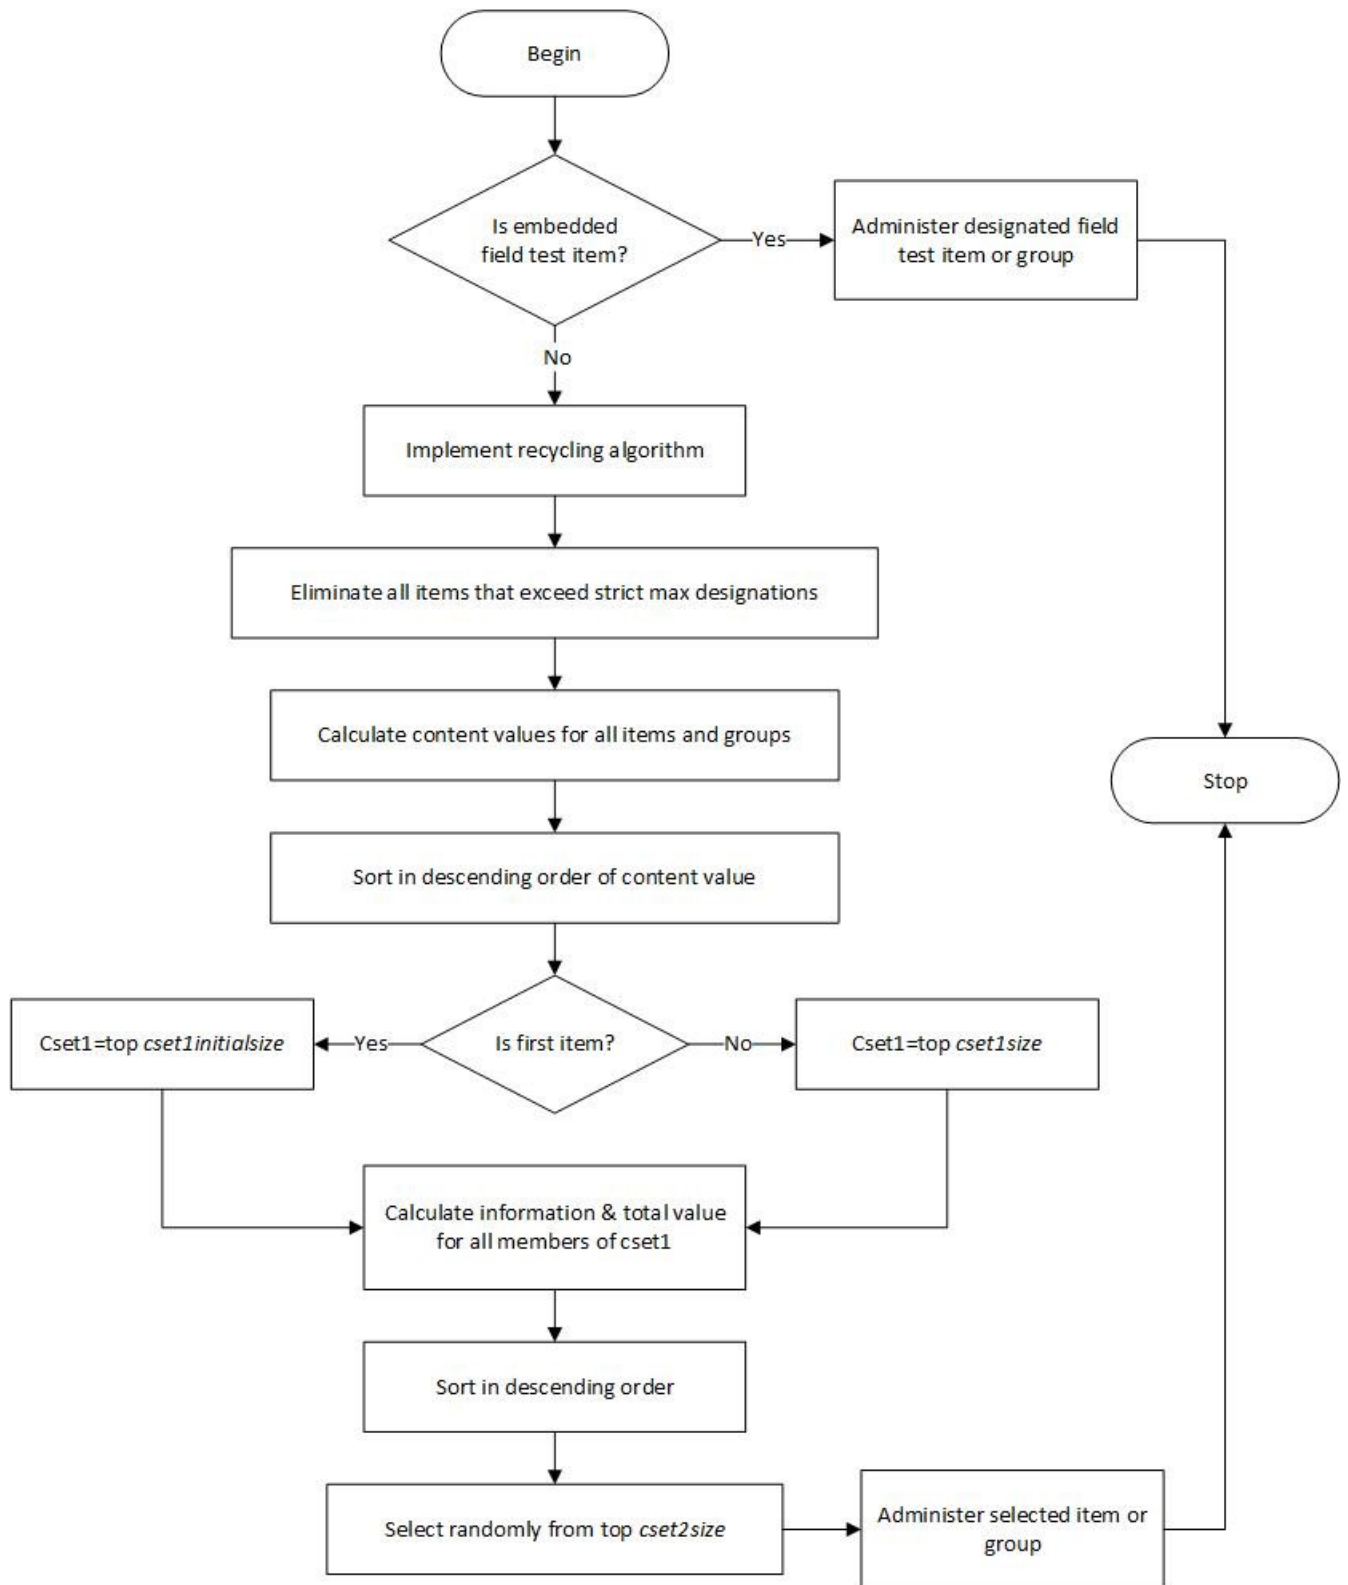 Begin
Is embedded
field test item?
Yes
Administer designated field
test item or group
No
Implement recycling algorithm
Eliminate all items that exceed strict max designations
Calculate content values for all items and groups
Stop
Sort in descending order of content value
Cset1=top cset1initialsize
Yes
Is first item?
No
Cset1=top cset1size
Calculate information & total value
for all members of cset1
Sort in descending order
Select randomly from top cset2size
Administer selected item or
group